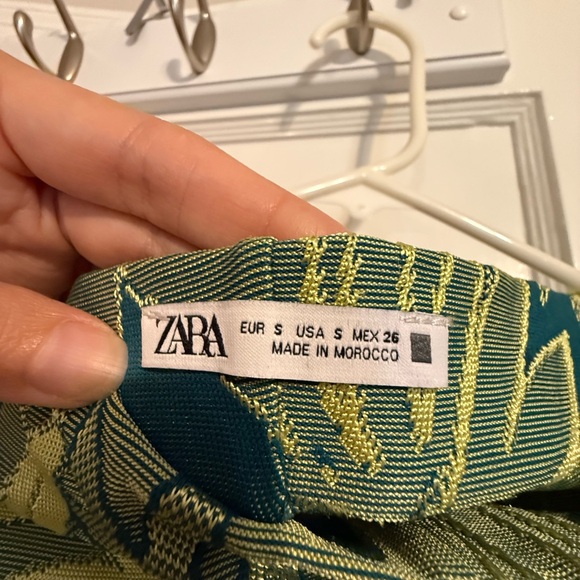 ZARA
EUR S USA S MEX 26
MADE IN MOROCCO